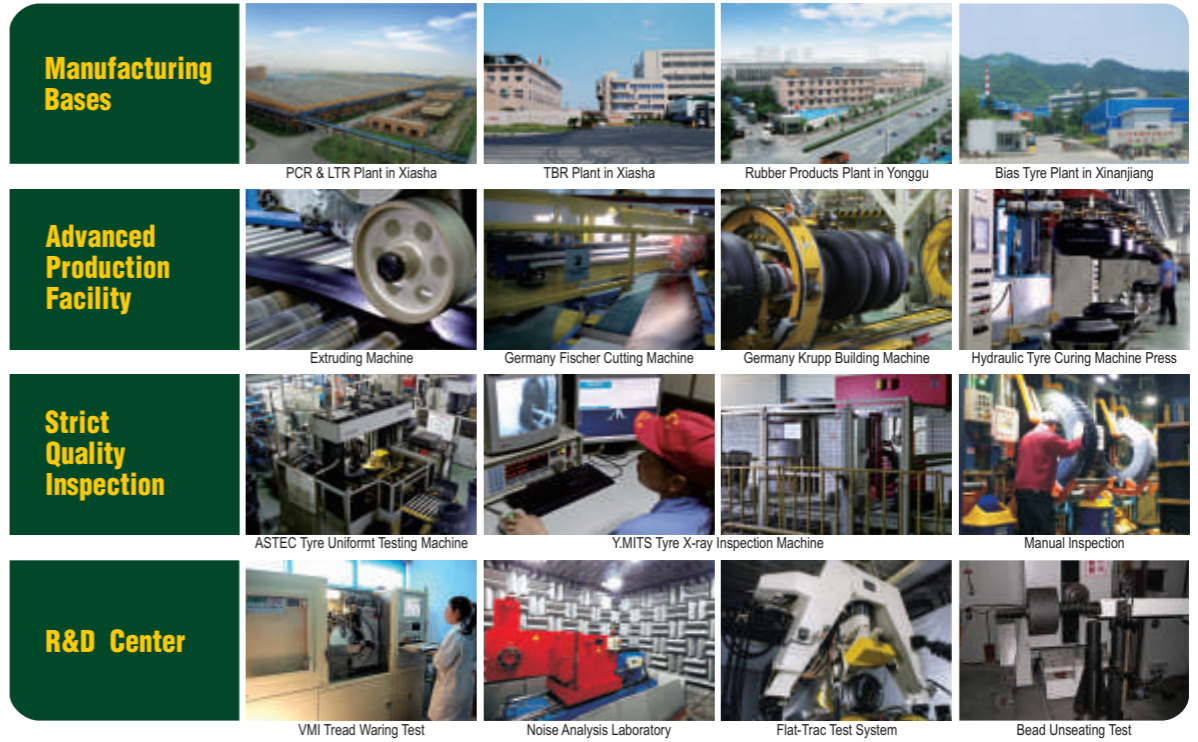 Manufacturing
Bases
PCR & LTR Plant in Xiasha
TBR Plant in Xiasha
Rubber Products Plant in Yonggu
Bias Tyre Plant in Xinanjiang
Advanced
Production
Facility
Extruding Machine
Germany Fischer Cutting Machine
Germany Krupp Building Machine
Hydraulic Tyre Curing Machine Press
Strict
Quality
Inspection
ASTEC Tyre Uniformt Testing Machine
Y.MITS Tyre X-ray Inspection Machine
Manual Inspection
R&D Center
VMI Tread Waring Test
Noise Analysis Laboratory
Flat-Trac Test System
Bead Unseating Test